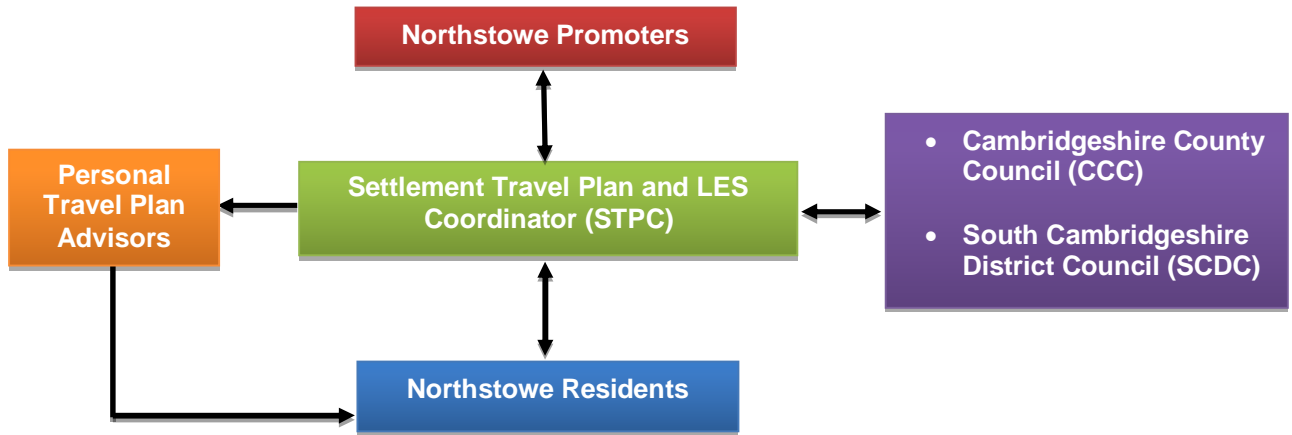 Northstowe Promoters
Personal
Travel Plan
Advisors
Settlement Travel Plan and LES
Coordinator (STPC)
• Cambridgeshire County
Council (CCC)
• South Cambridgeshire
District Council (SCDC)
Northstowe Residents